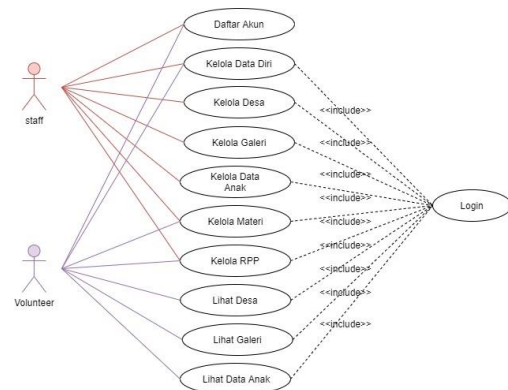 Daftar Akun
Kelola Data Diri
staff
Kelola Desa
<<include>>
Kelola Galeri
<<include>>
Kelola Data
Anak
<<include>>
<<include>>
Login
Kelola Materi
<<include>>
<<include>>
Kelola RPP
<<include>>
Volunteer
<<include>>
Lihat Desa
<<include>>
Lihat Galeri
Lihat Data Anak